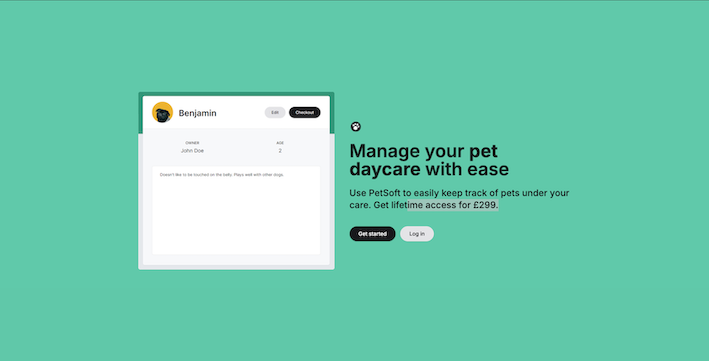 Benjamin
Edit
Checkout
OWNER
AGE
John Doe
2
Doesn't like to be touched on the belly. Plays well with other dogs.
Manage your pet
daycare with ease
Use PetSoft to easily keep track of pets under your
care. Get lifetime access for £299.
Get started
Log in